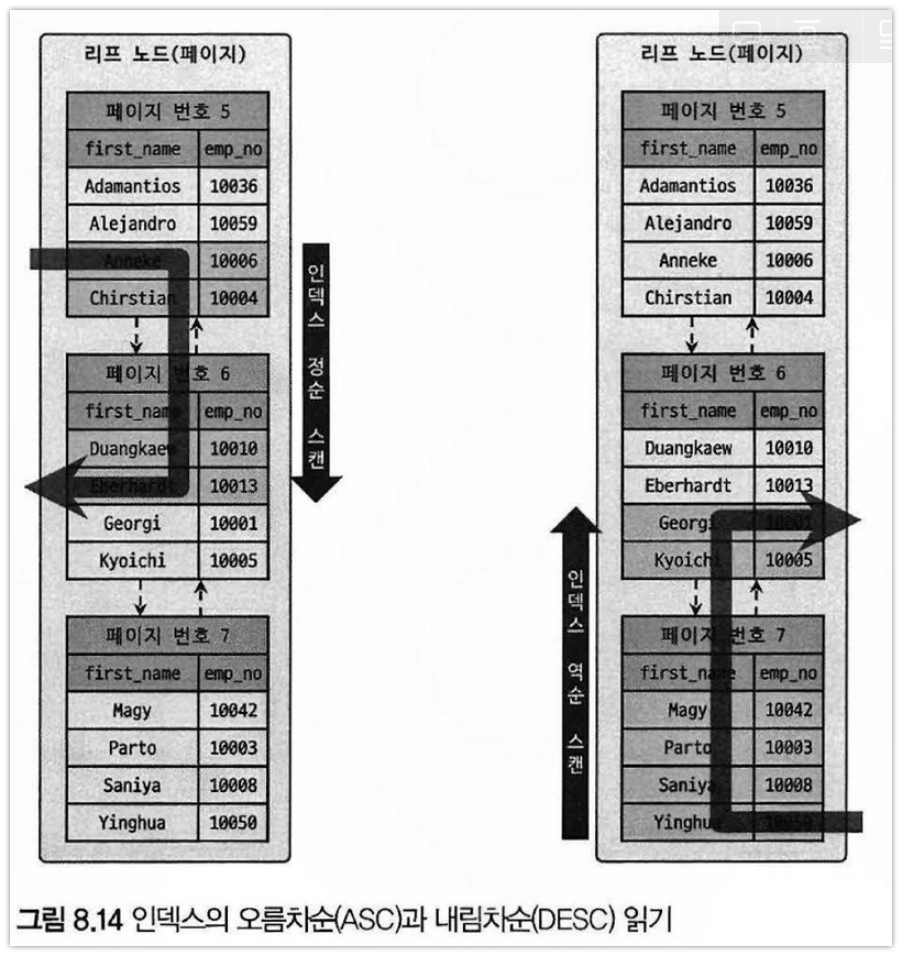 리프 노드(페이지)
페이지 번호 5
first_name emp_no
Adamantios 10036
Alejandro 10059
Anneke 10006
Chirstian 10004
페이지 번호 6
first_name emp_no
Duangkaew 10010
Eberhardt 10013
Georgi 10001
Kyoichi 10005
페이지 번호 7
first_name emp_no
Magy 10042
Parto 10003
Saniya 10008
Yinghua 10050
인덱스 정순 스캔
리프 노드(페이지)
페이지 번호 5
first_name emp_no
Adamantios 10036
Alejandro 10059
Anneke 10006
Chirstian 10004
페이지 번호 6
first_name emp_no
Duangkaew 10010
Eberhardt 10013
Georgi 10001
Kyoichi 10005
페이지 번호 7
first_name emp_no
Magy 10042
Parto 10003
Saniya 10008
Yinghua 10050
인덱스 역순 스캔
그림 8.14 인덱스의 오름차순(ASC)과 내림차순(DESC) 읽기